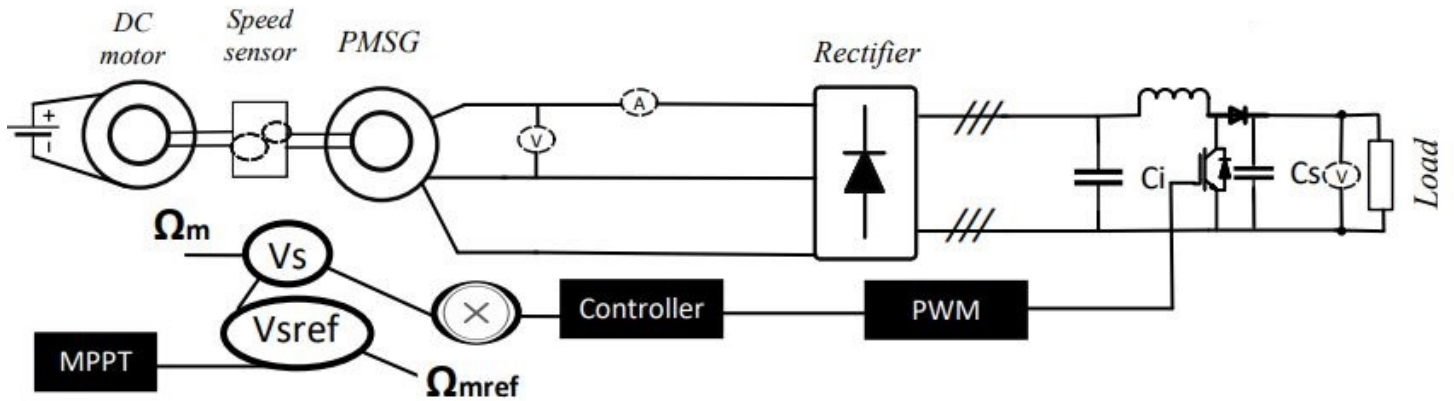 DC
motor
Speed
sensor
PMSG
Rectifier
+
-
A
V
Ci
Cs
V
Load
Ωm
Vs
Vsref
MPPT
Ωmref
Controller
PWM